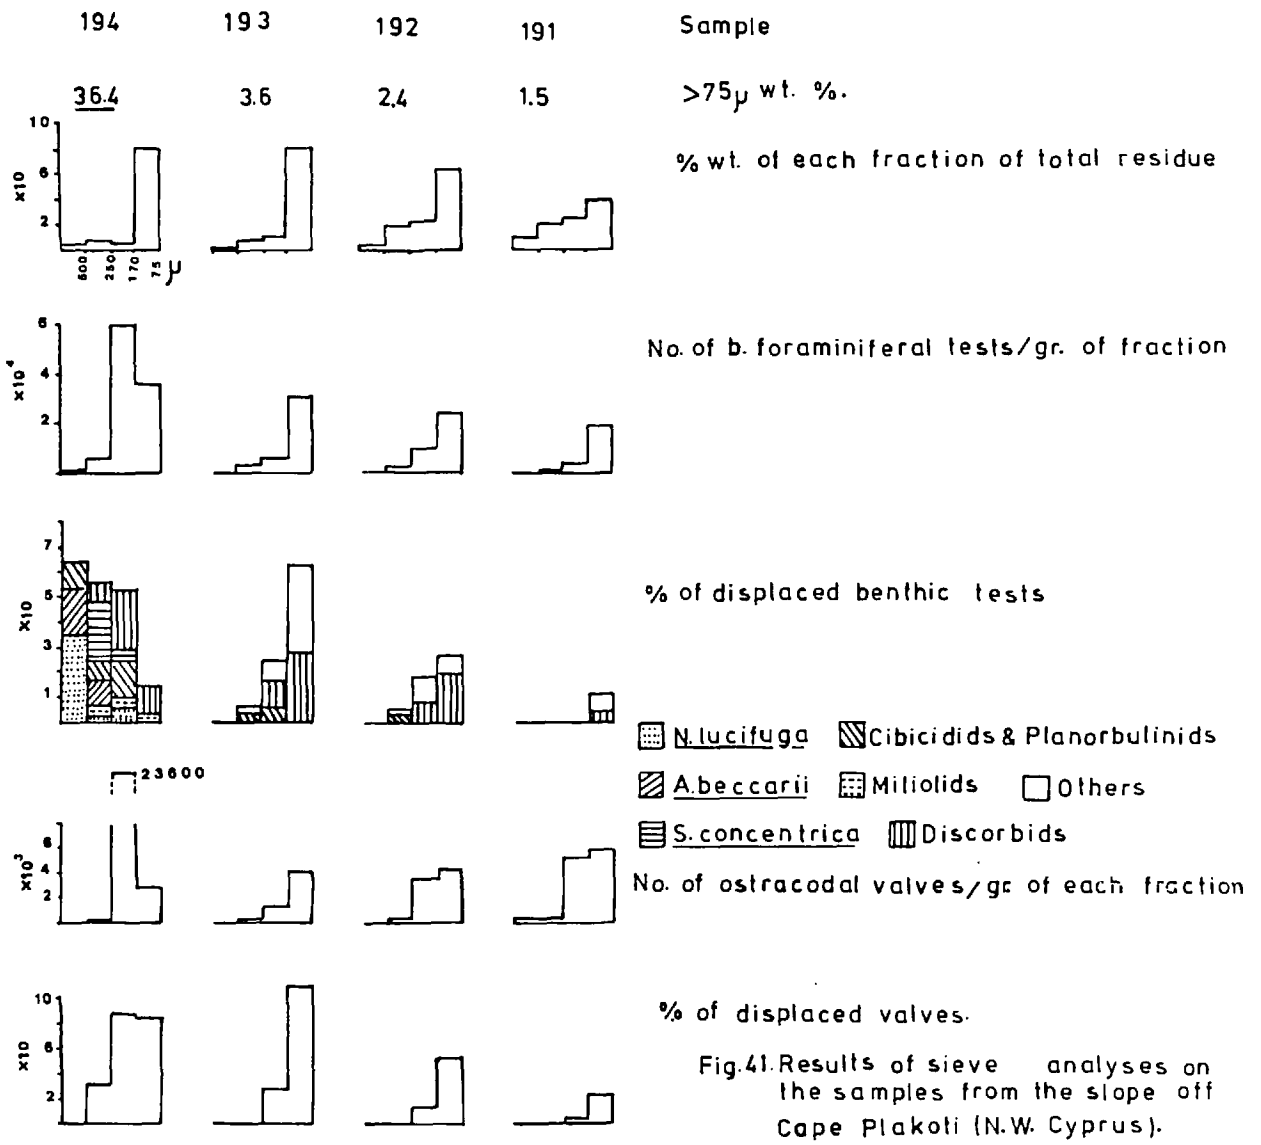 194 193 192 191 Sample
36.4 3.6 2.4 1.5 >75μ wt. %.
10
6
2
x10
600 250 170 75 μ
% wt. of each fraction of total residue
6
4
2
x10⁴
No. of b. foraminiferal tests/gr. of fraction
7
5
3
1
x10
% of displaced benthic tests
N.lucifuga Cibicidids & Planorbulinids
A.beccarii Miliolids Others
S.concentrica Discorbids
23600
6
4
2
x10³
No. of ostracodal valves/gr. of each fraction
10
6
2
x10
% of displaced valves.
Fig.41. Results of sieve analyses on
the samples from the slope off
Cape Plakoti (N.W. Cyprus).